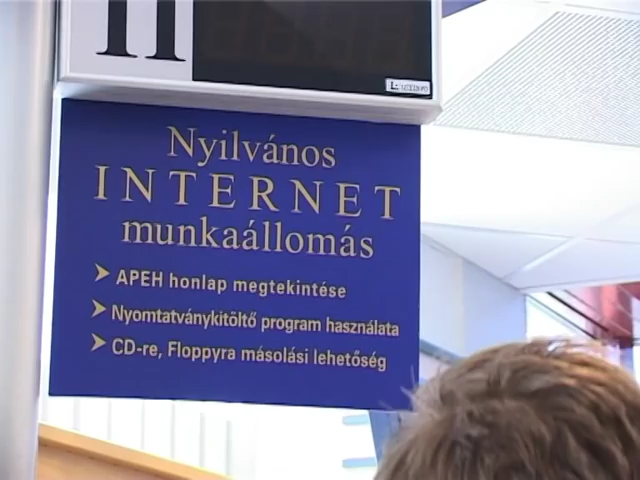 11
Nyilvános
INTERNET
munkaállomás
APEH honlap megtekintése
Nyomtatványkitöltő program használata
CD-re, Floppyra másolási lehetőség